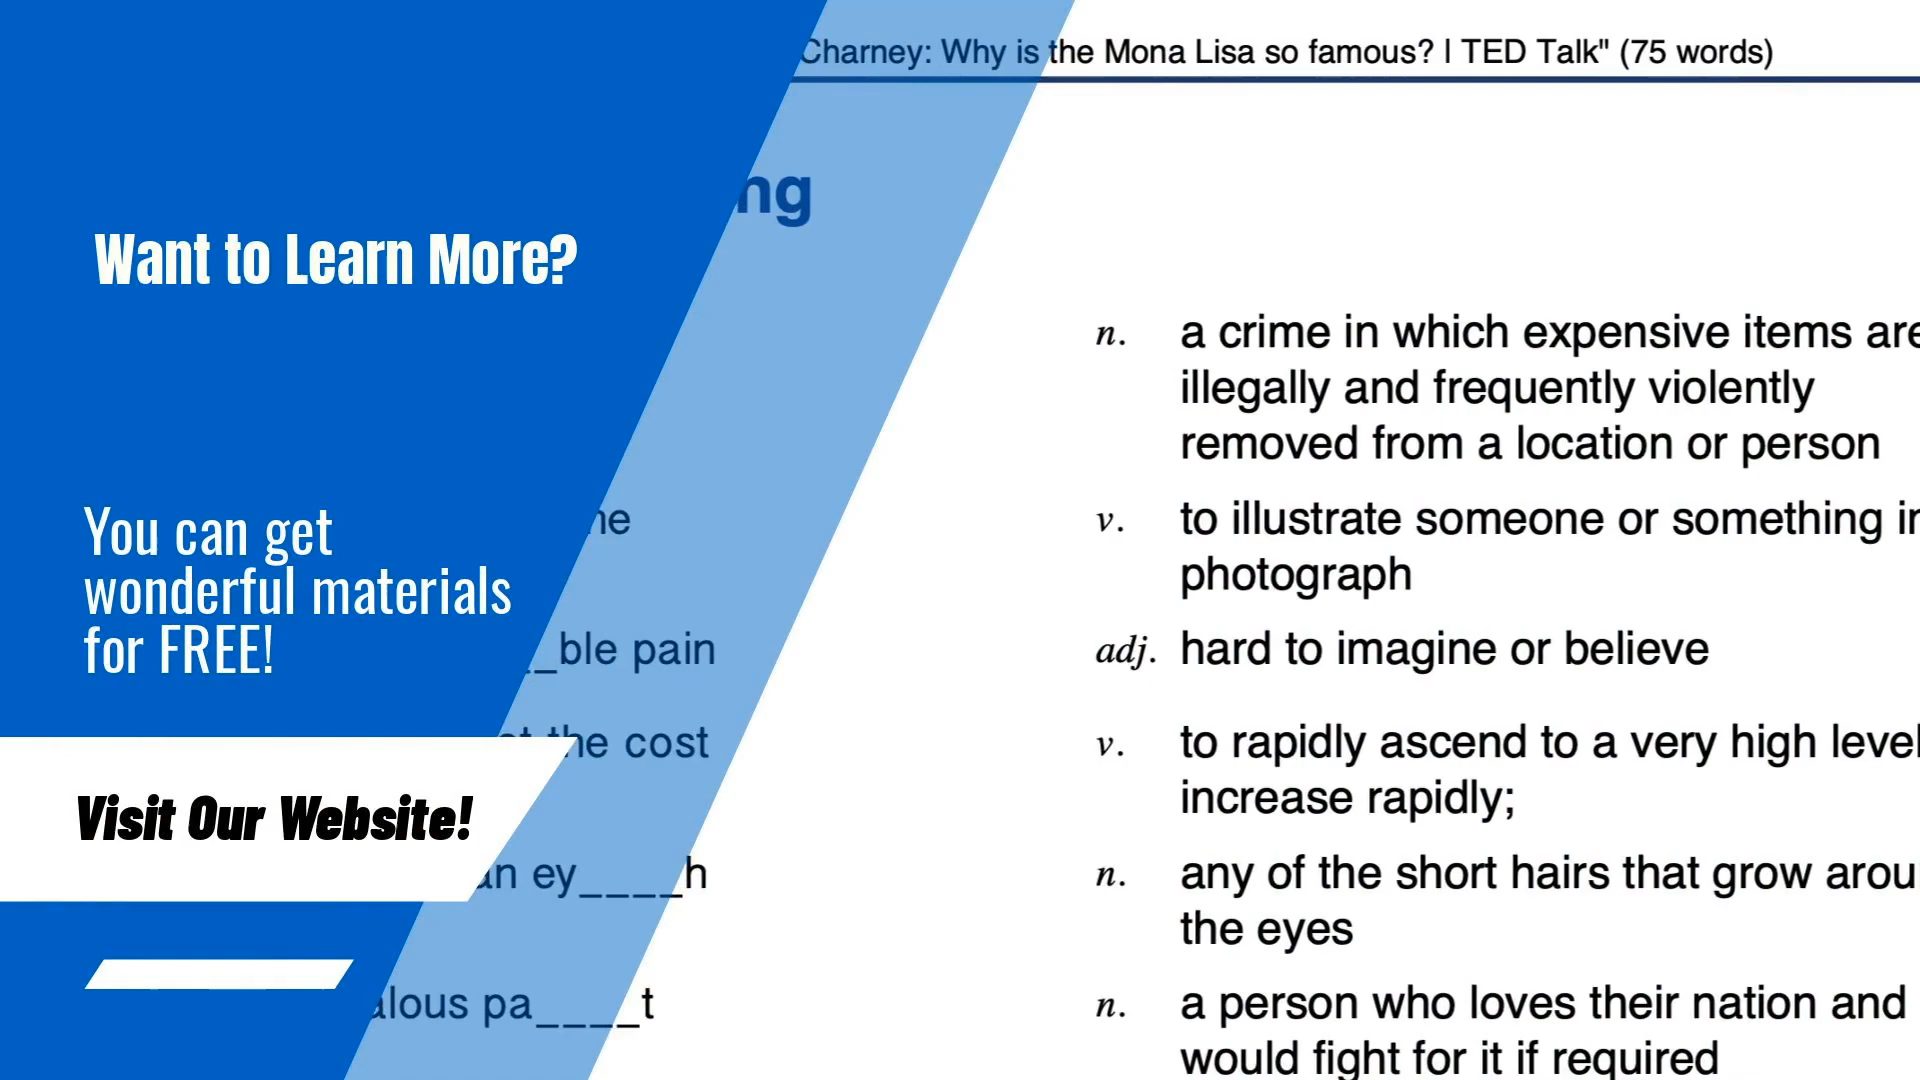 Charney: Why is the Mona Lisa so famous? | TED Talk" (75 words)
ng
Want to Learn More?
You can get
wonderful materials
for FREE!
Visit Our Website!
ne
_ble pain
the cost
an ey____h
alous pa____t
n. a crime in which expensive items are
illegally and frequently violently
removed from a location or person
v. to illustrate someone or something in
photograph
adj. hard to imagine or believe
v. to rapidly ascend to a very high level
increase rapidly;
n. any of the short hairs that grow arou
the eyes
n. a person who loves their nation and
would fight for it if required